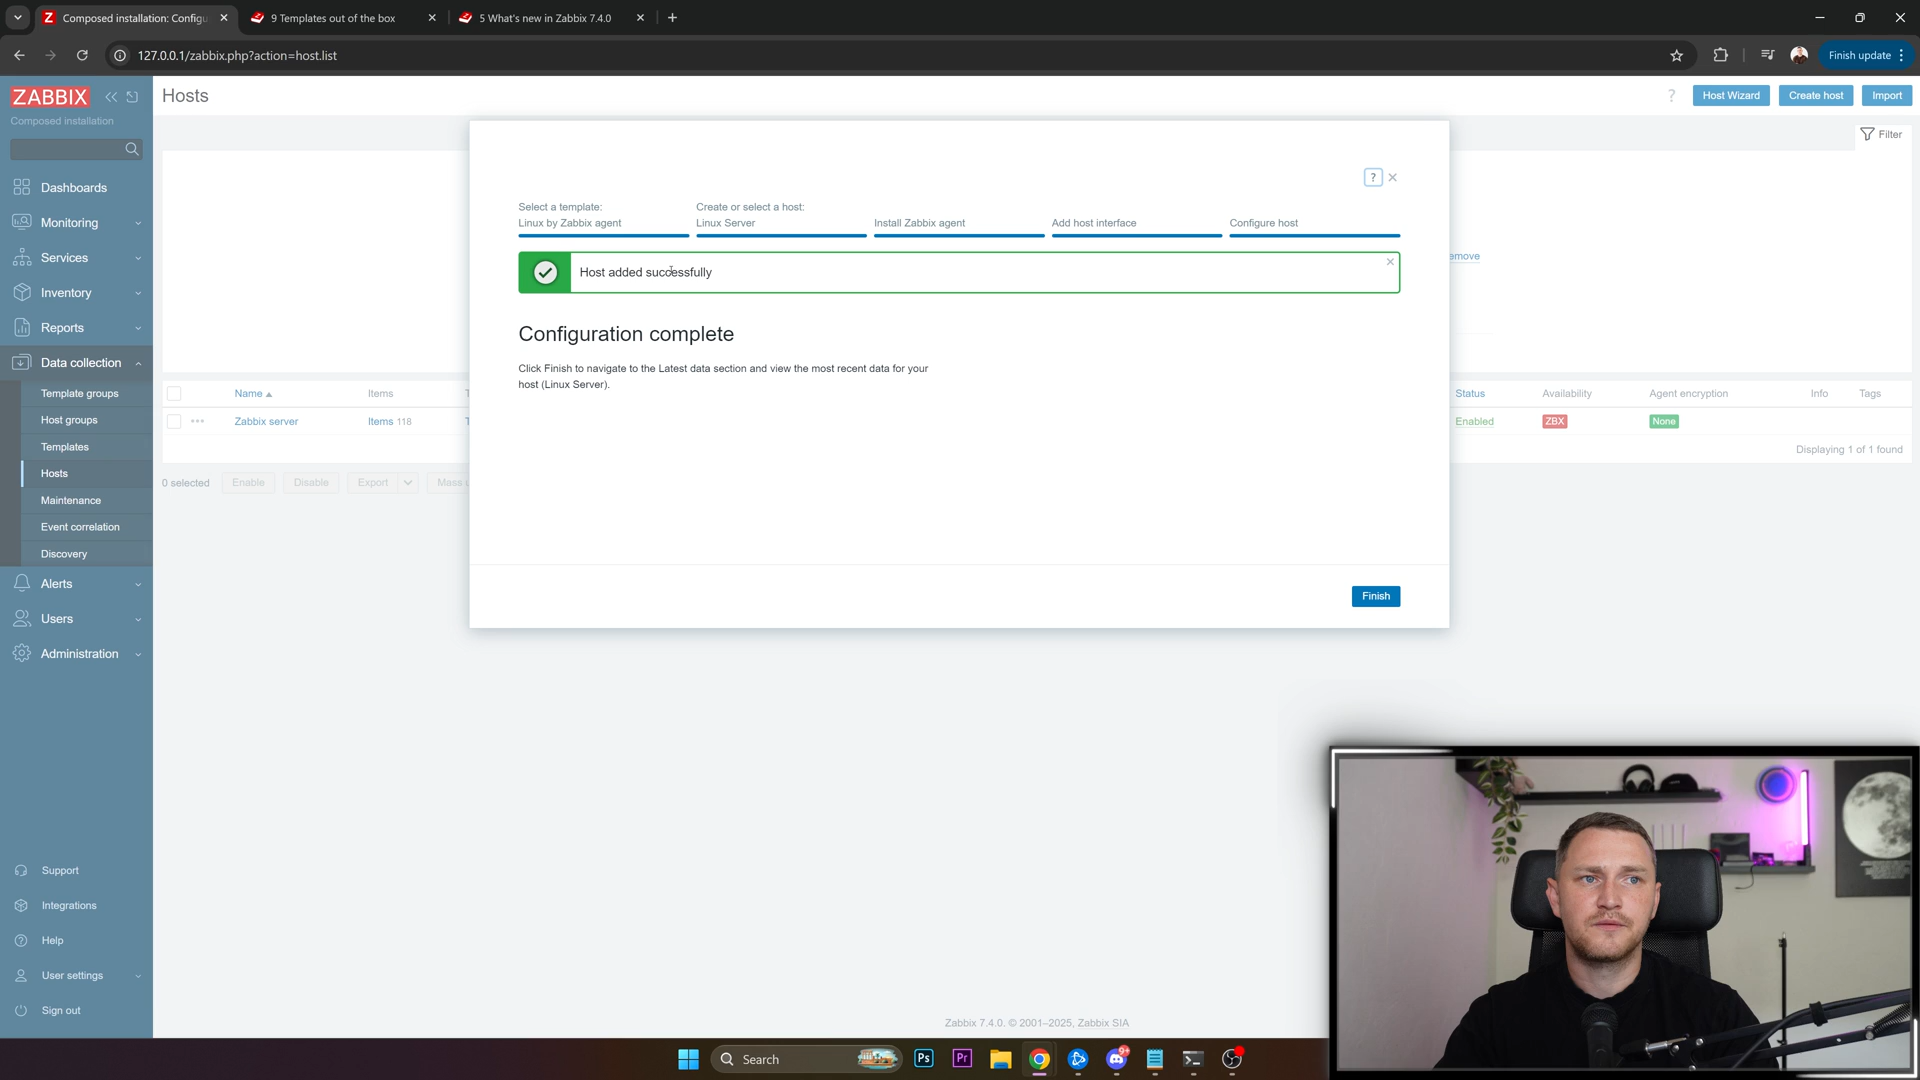 Composed installation: Configu
9 Templates out of the box
5 What's new in Zabbix 7.4.0
127.0.0.1/zabbix.php?action=host.list
Finish update
ZABBIX
Composed installation
Dashboards
Monitoring
Services
Inventory
Reports
Data collection
Template groups
Host groups
Templates
Hosts
Maintenance
Event correlation
Discovery
Alerts
Users
Administration
Support
Integrations
Help
User settings
Sign out
Hosts
?
Host Wizard
Create host
Import
Filter
emove
Name
Items
T
Status
Availability
Agent encryption
Info
Tags
Zabbix server
Items 118
T
Enabled
ZBX
None
Displaying 1 of 1 found
0 selected
Enable
Disable
Export
Mass u
?
Select a template:
Linux by Zabbix agent
Create or select a host:
Linux Server
Install Zabbix agent
Add host interface
Configure host
Host added successfully
Configuration complete
Click Finish to navigate to the Latest data section and view the most recent data for your
host (Linux Server).
Finish
Zabbix 7.4.0. © 2001–2025, Zabbix SIA
Search
Ps
Pr
9+